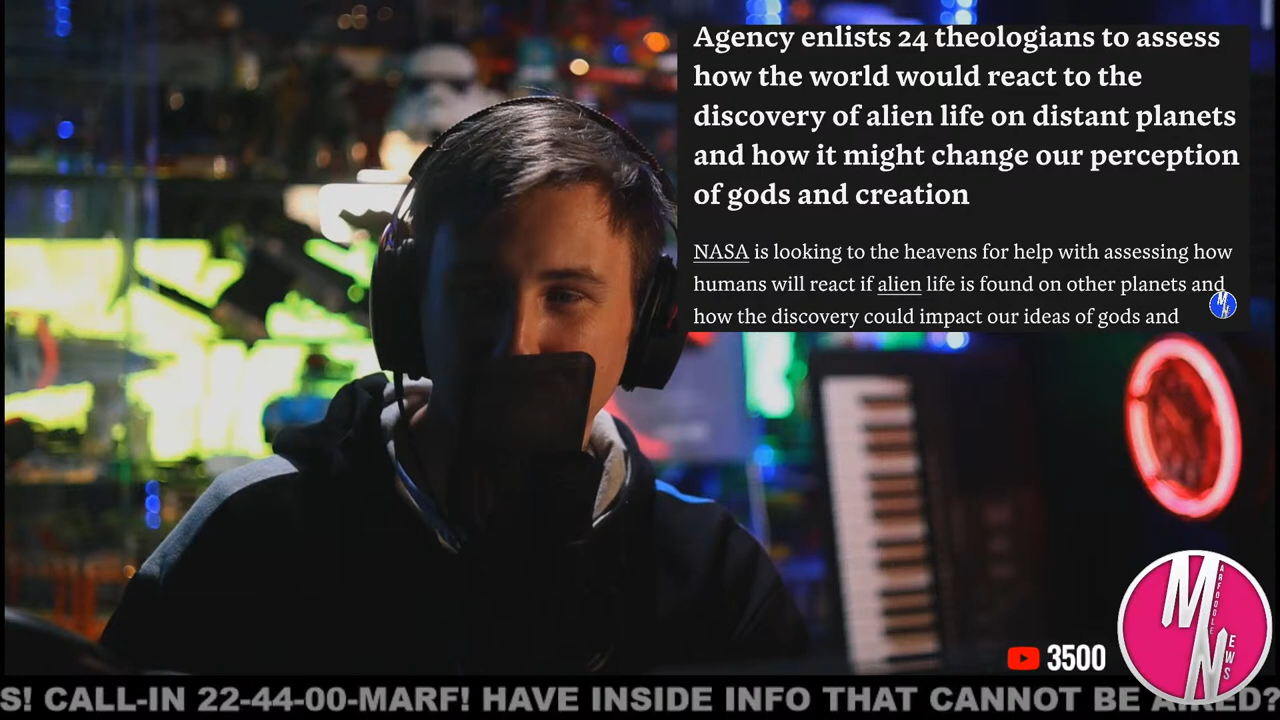 Agency enlists 24 theologians to assess
how the world would react to the
discovery of alien life on distant planets
and how it might change our perception
of gods and creation
NASA is looking to the heavens for help with assessing how
humans will react if alien life is found on other planets and
how the discovery could impact our ideas of gods and
MN
3500
MARFOOGLE
NEWS
S! CALL-IN 22-44-00-MARF! HAVE INSIDE INFO THAT CANNOT BE AIRED?